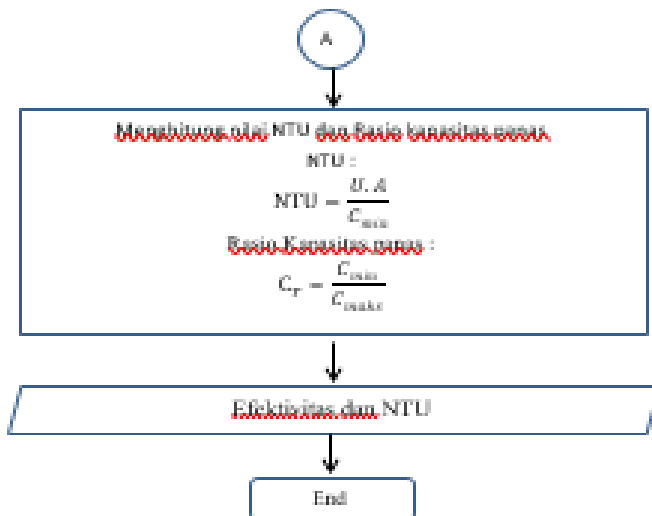 A
Menghitung nilai NTU dan Rasio kapasitas panas
NTU :
NTU = U.A / C_min
Rasio Kapasitas panas :
C_r = C_min / C_maks
Efektivitas dan NTU
End